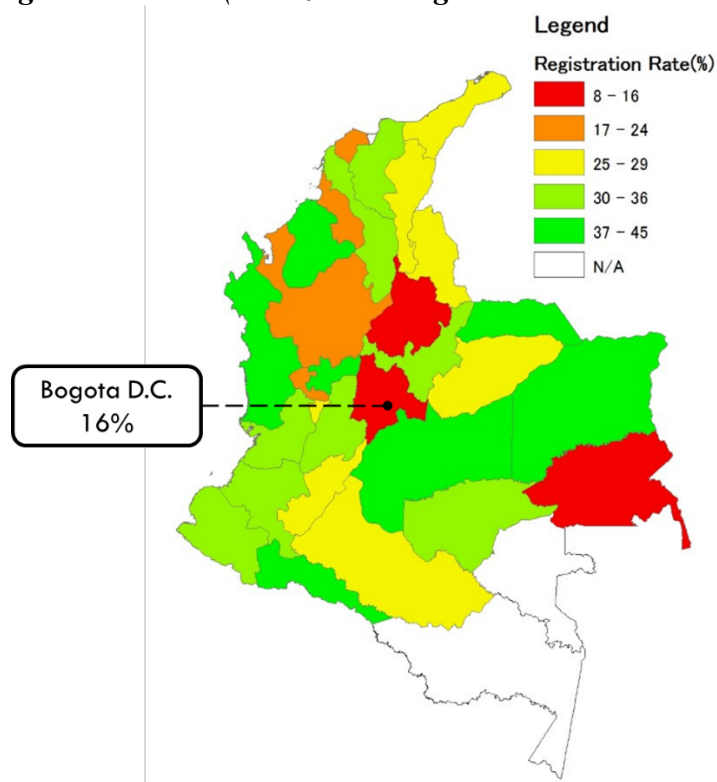 Legend
Registration Rate(%)
8 - 16
17 - 24
25 - 29
30 - 36
37 - 45
N/A
Bogota D.C.
16%